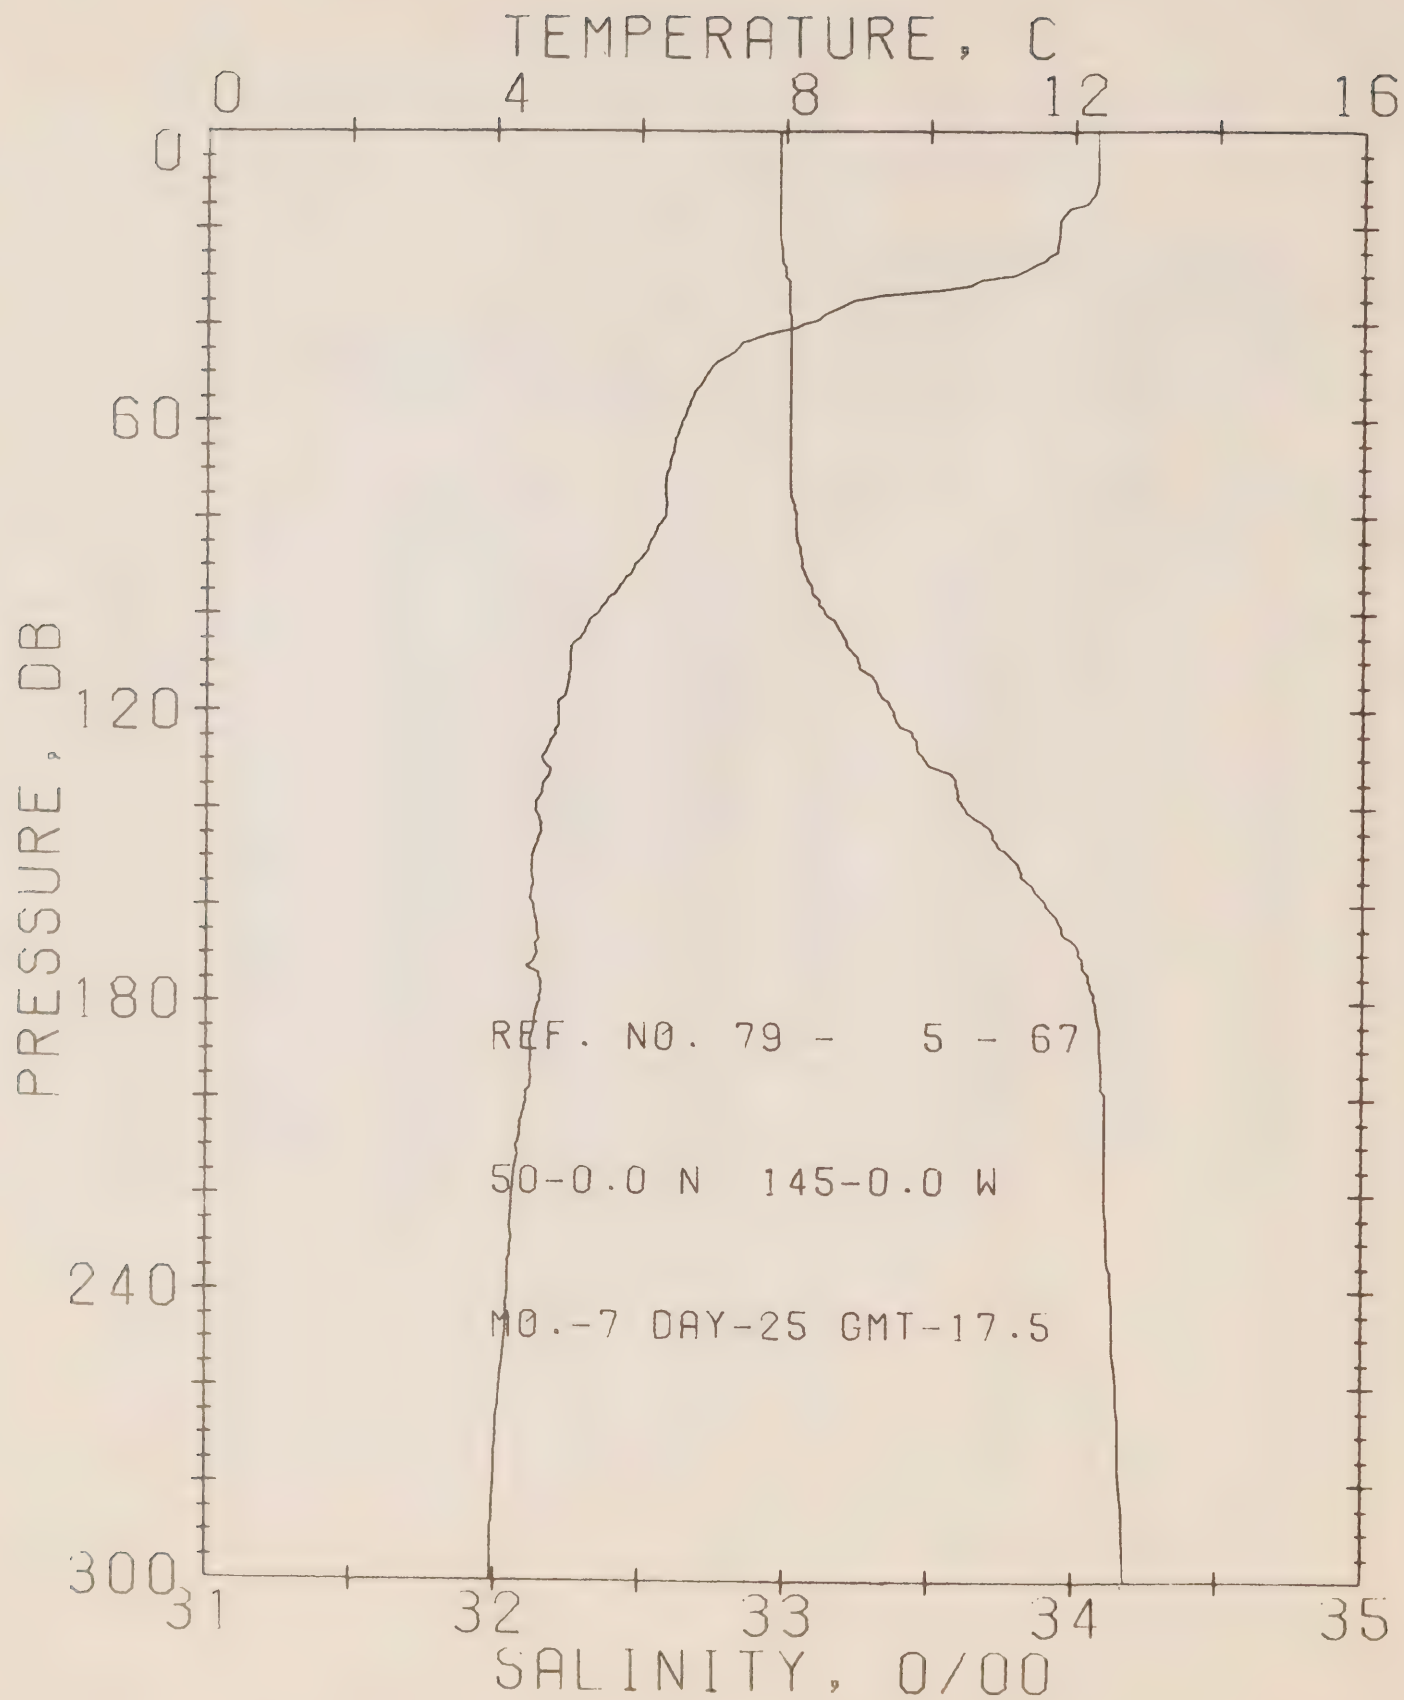 TEMPERATURE, C
0 4 8 12 16
0
60
120
180
240
300
PRESSURE, DB
REF. NO. 79 - 5 - 67
50-0.0 N 145-0.0 W
MO.-7 DAY-25 GMT-17.5
31 32 33 34 35
SALINITY, 0/00